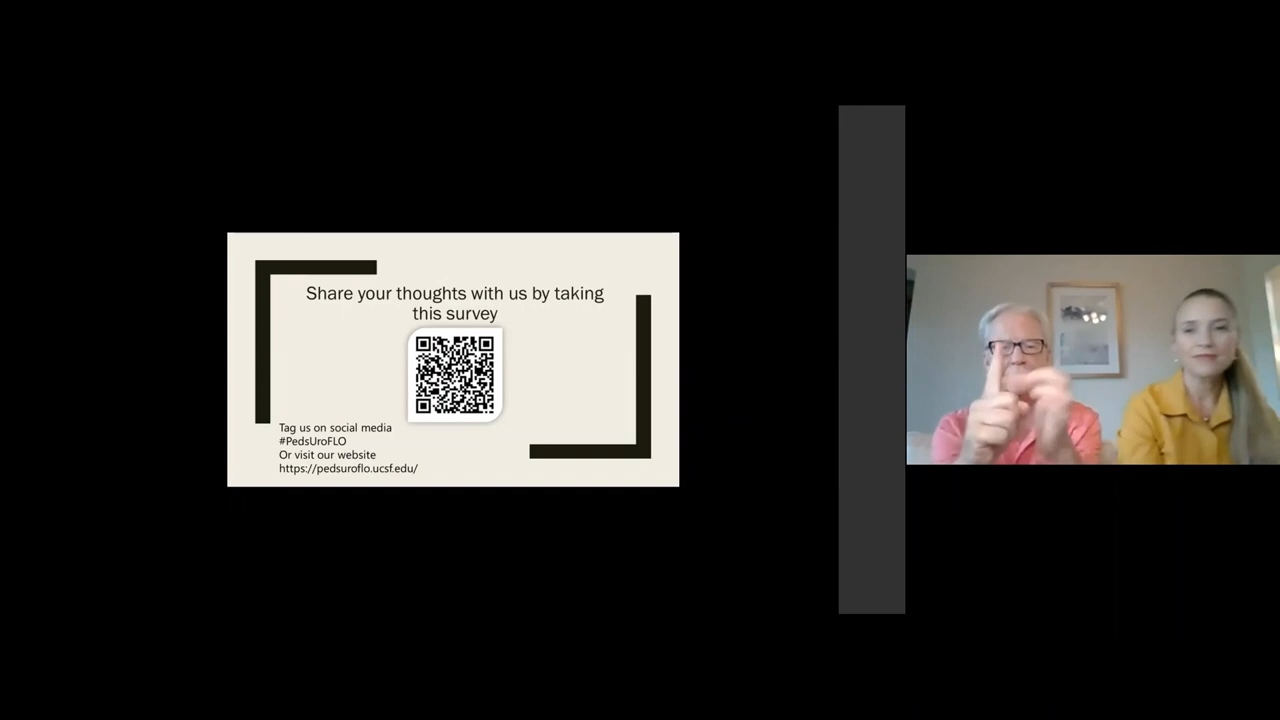 Share your thoughts with us by taking
this survey
Tag us on social media
#PedsUroFLO
Or visit our website
https://pedsuroflo.ucsf.edu/